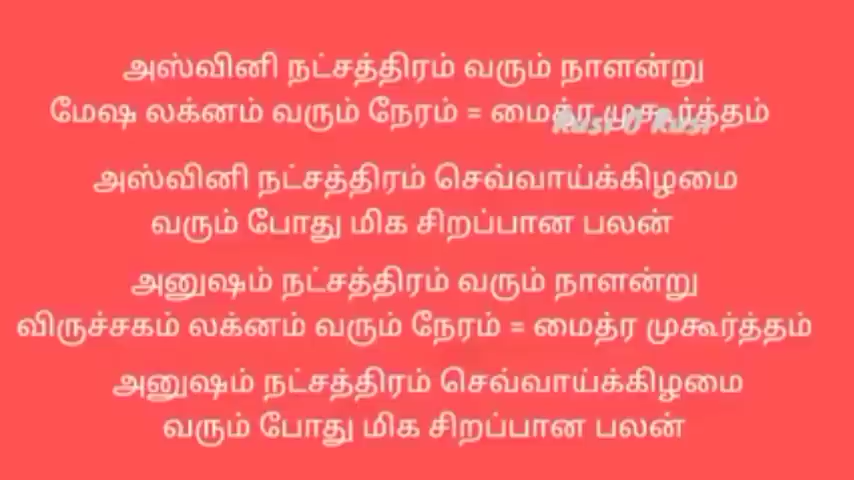 அஸ்வினி நட்சத்திரம் வரும் நாளன்று
மேஷ லக்னம் வரும் நேரம் = மைத்ர முகூர்த்தம்
அஸ்வினி நட்சத்திரம் செவ்வாய்க்கிழமை
வரும் போது மிக சிறப்பான பலன்
அனுஷம் நட்சத்திரம் வரும் நாளன்று
விருச்சகம் லக்னம் வரும் நேரம் = மைத்ர முகூர்த்தம்
அனுஷம் நட்சத்திரம் செவ்வாய்க்கிழமை
வரும் போது மிக சிறப்பான பலன்